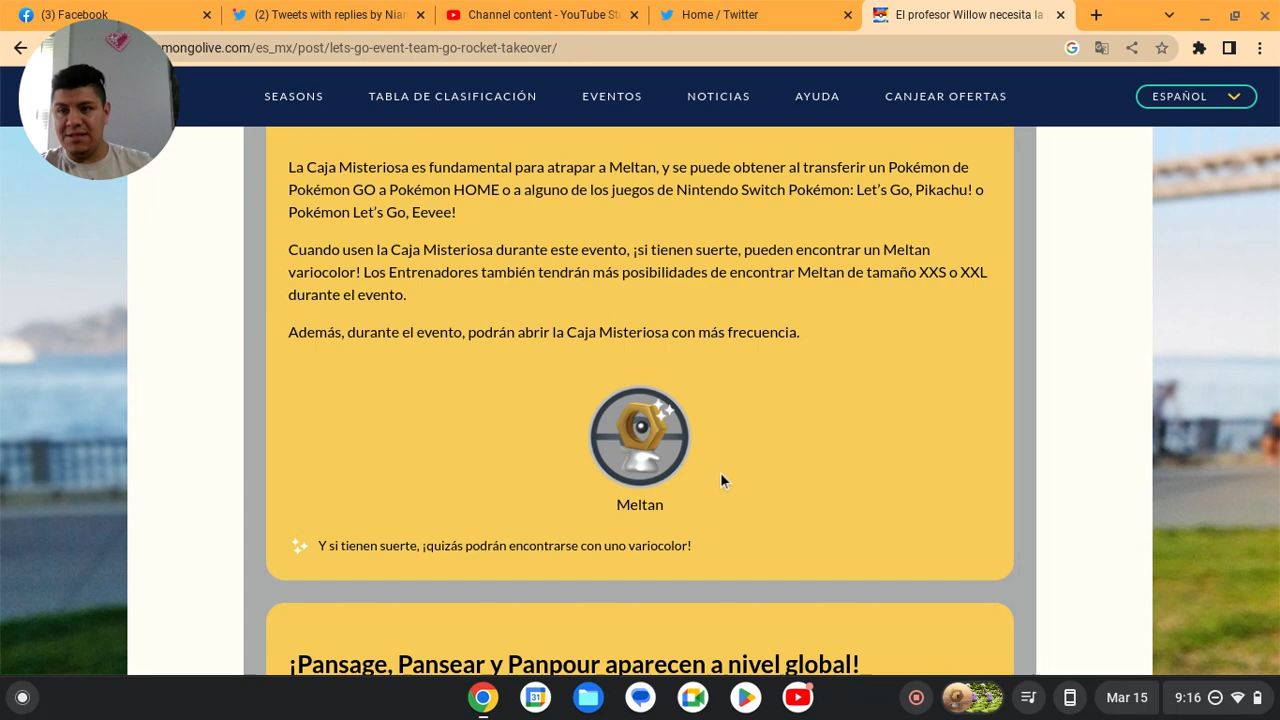 (3) Facebook
(2) Tweets with replies by Nian
Channel content - YouTube Stu
Home / Twitter
El profesor Willow necesita la
mongolive.com/es_mx/post/lets-go-event-team-go-rocket-takeover/
SEASONS TABLA DE CLASIFICACIÓN EVENTOS NOTICIAS AYUDA CANJEAR OFERTAS ESPAÑOL
La Caja Misteriosa es fundamental para atrapar a Meltan, y se puede obtener al transferir un Pokémon de
Pokémon GO a Pokémon HOME o a alguno de los juegos de Nintendo Switch Pokémon: Let's Go, Pikachu! o
Pokémon Let's Go, Eevee!
Cuando usen la Caja Misteriosa durante este evento, ¡si tienen suerte, pueden encontrar un Meltan
variocolor! Los Entrenadores también tendrán más posibilidades de encontrar Meltan de tamaño XXS o XXL
durante el evento.
Además, durante el evento, podrán abrir la Caja Misteriosa con más frecuencia.
Meltan
Y si tienen suerte, ¡quizás podrán encontrarse con uno variocolor!
¡Pansage, Pansear y Panpour aparecen a nivel global!
31
Mar 15
9:16